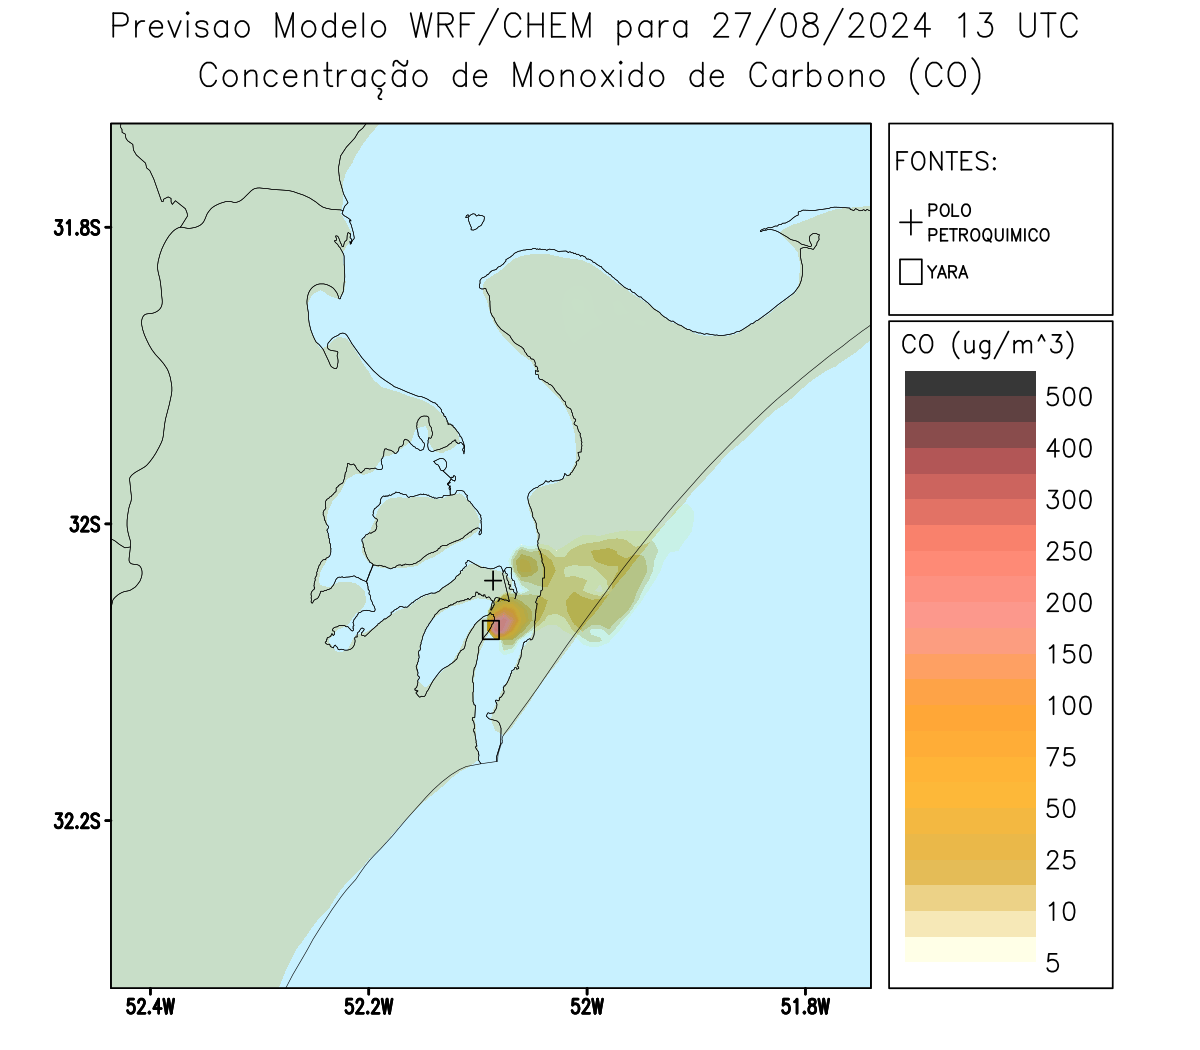 Previsao Modelo WRF/CHEM para 27/08/2024 13 UTC
Concentração de Monoxido de Carbono (CO)
FONTES:
POLO
PETROQUIMICO
YARA
CO (ug/m^3)
500
400
300
250
200
150
100
75
50
25
10
5
31.8S
32S
32.2S
52.4W
52.2W
52W
51.8W